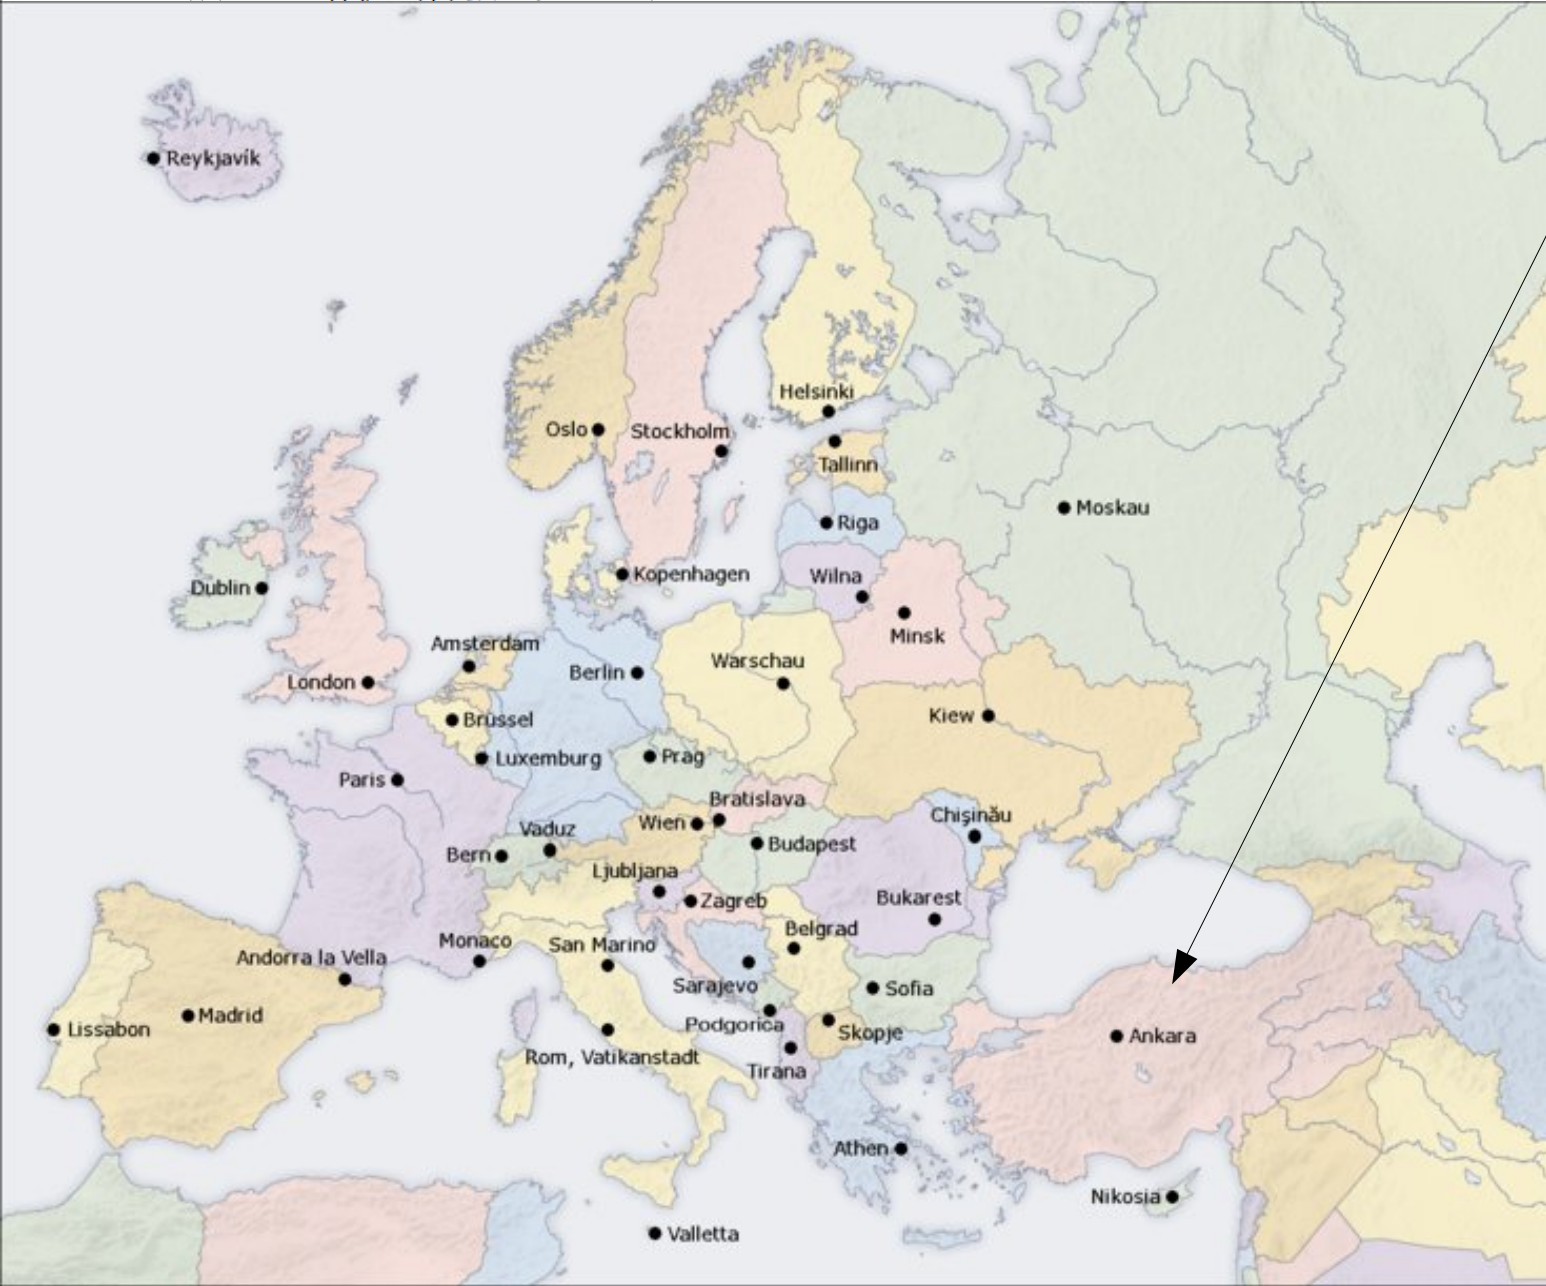 Reykjavík
Helsinki
Oslo
Stockholm
Tallinn
Moskau
Riga
Kopenhagen
Wilna
Dublin
Minsk
Amsterdam
Warschau
Berlin
London
Kiew
Brüssel
Prag
Luxemburg
Paris
Bratislava
Chişinău
Wien
Vaduz
Budapest
Bern
Ljubljana
Bukarest
Zagreb
Belgrad
Monaco
San Marino
Andorra la Vella
Sarajevo
Sofia
Madrid
Podgorica
Lissabon
Skopje
Ankara
Rom, Vatikanstadt
Tirana
Athen
Nikosia
Valletta